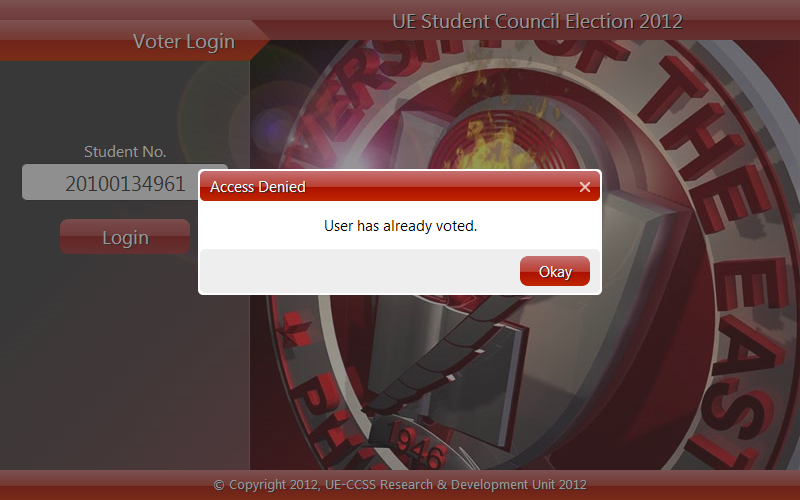 UE Student Council Election 2012
Voter Login
Student No.
20100134961
Login
Access Denied
User has already voted.
Okay
VERSITY OF THE EAST
PHI
1946
© Copyright 2012, UE-CCSS Research & Development Unit 2012